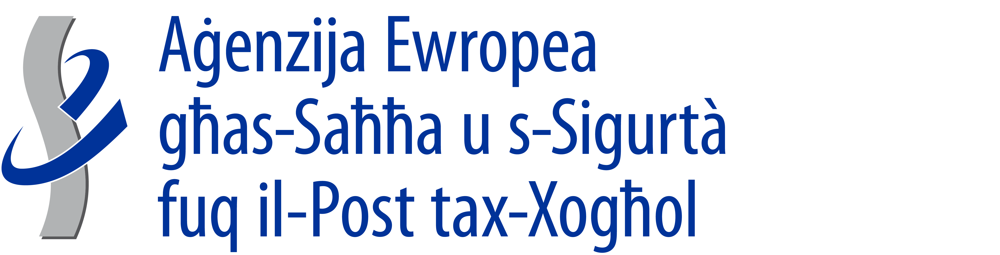 Aġenzija Ewropea
għas-Saħħa u s-Sigurtà
fuq il-Post tax-Xogħol